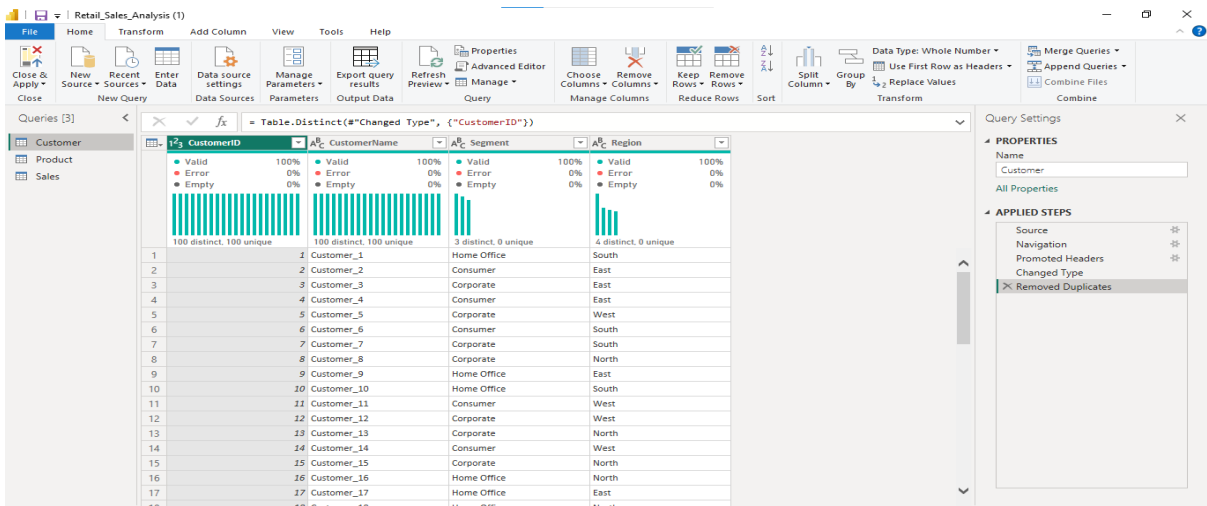 Retail_Sales_Analysis (1)
File Home Transform Add Column View Tools Help
Close & Apply
New Source
Recent Sources
Enter Data
Data source settings
Manage Parameters
Export query results
Refresh Preview
Properties
Advanced Editor
Manage
Choose Columns
Remove Columns
Keep Rows
Remove Rows
Split Column
Group By
Data Type: Whole Number
Use First Row as Headers
Replace Values
Merge Queries
Append Queries
Combine Files
Close New Query Data Sources Parameters Output Data Query Manage Columns Reduce Rows Sort Transform Combine
Queries [3]
Customer
Product
Sales
fx = Table.Distinct(#"Changed Type", {"CustomerID"})
CustomerID CustomerName Segment Region
Valid 100% Valid 100% Valid 100% Valid 100%
Error 0% Error 0% Error 0% Error 0%
Empty 0% Empty 0% Empty 0% Empty 0%
100 distinct, 100 unique 100 distinct, 100 unique 3 distinct, 0 unique 4 distinct, 0 unique
1 1 Customer_1 Home Office South
2 2 Customer_2 Consumer East
3 3 Customer_3 Corporate East
4 4 Customer_4 Consumer East
5 5 Customer_5 Corporate West
6 6 Customer_6 Consumer South
7 7 Customer_7 Corporate South
8 8 Customer_8 Corporate North
9 9 Customer_9 Home Office East
10 10 Customer_10 Home Office South
11 11 Customer_11 Consumer West
12 12 Customer_12 Corporate West
13 13 Customer_13 Corporate North
14 14 Customer_14 Consumer West
15 15 Customer_15 Corporate North
16 16 Customer_16 Home Office North
17 17 Customer_17 Home Office East
Query Settings
PROPERTIES
Name
Customer
All Properties
APPLIED STEPS
Source
Navigation
Promoted Headers
Changed Type
Removed Duplicates